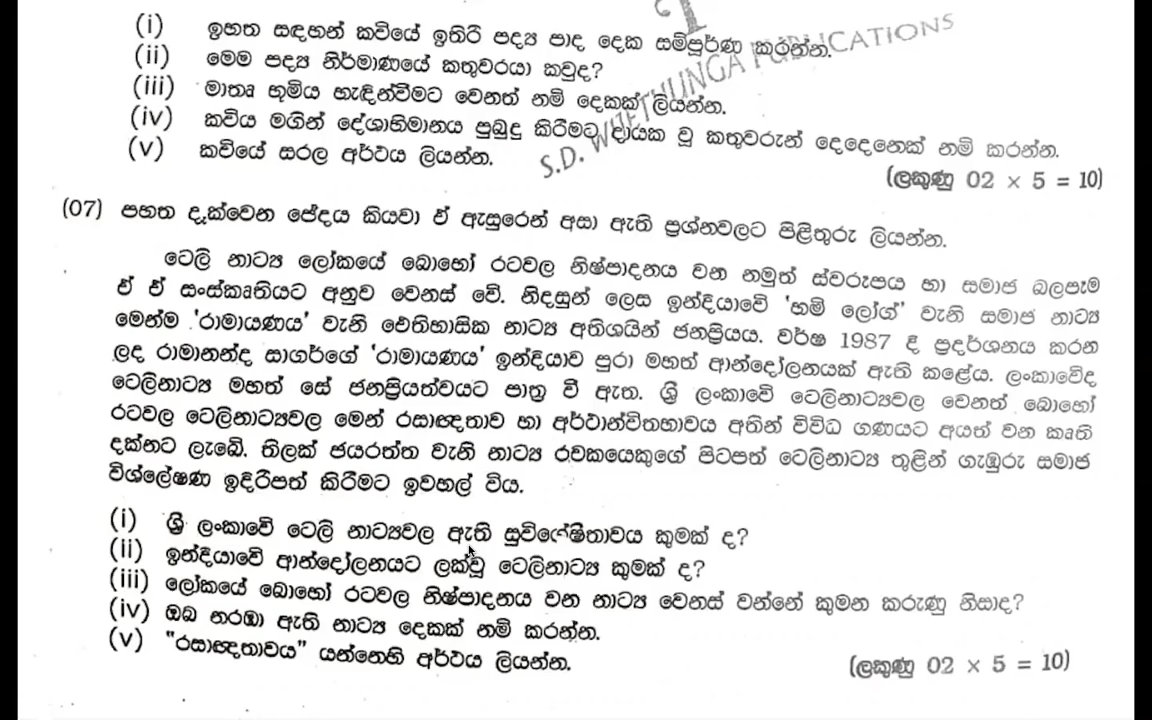 (i) ඉහත සඳහන් කවියේ ඉතිරි පද්‍ය පාද දෙක සම්පූර්ණ කරන්න.
(ii) මෙම පද්‍ය නිර්මාණයේ කතුවරයා කවුද?
(iii) මාතෘ භූමිය හැඳින්වීමට වෙනත් නම් දෙකක් ලියන්න.
(iv) කවිය මගින් දේශාභිමානය පුබුදු කිරීමට දායක වූ කතුවරුන් දෙදෙනෙක් නම් කරන්න.
(v) කවියේ සරල අර්ථය ලියන්න.
S.D. WIJETHUNGA PUBLICATIONS
(ලකුණු 02 × 5 = 10)
(07) පහත දැක්වෙන ජේදය කියවා ඒ ඇසුරෙන් අසා ඇති ප්‍රශ්නවලට පිළිතුරු ලියන්න.
ටෙලි නාට්‍ය ලෝකයේ බොහෝ රටවල නිෂ්පාදනය වන නමුත් ස්වරූපය හා සමාජ බලපෑම
ඒ ඒ සංස්කෘතියට අනුව වෙනස් වේ. නිදසුන් ලෙස ඉන්දියාවේ 'හම් ලෝග්' වැනි සමාජ නාට්‍ය
මෙන්ම 'රාමායණය' වැනි ඓතිහාසික නාට්‍ය අතිශයින් ජනප්‍රියය. වර්ෂ 1987 දී ප්‍රදර්ශනය කරන
ලද රාමානන්ද සාගර්ගේ 'රාමායණය' ඉන්දියාව පුරා මහත් ආන්දෝලනයක් ඇති කළේය. ලංකාවේද
ටෙලිනාට්‍ය මහත් සේ ජනප්‍රියත්වයට පාත්‍ර වී ඇත. ශ්‍රී ලංකාවේ ටෙලිනාට්‍යවල වෙනත් බොහෝ
රටවල ටෙලිනාට්‍යවල මෙන් රසාඥතාව හා අර්ථාන්විතභාවය අතින් විවිධ ගණයට අයත් වන කෘති
දක්නට ලැබේ. තිලක් ජයරත්න වැනි නාට්‍ය රචකයෙකුගේ පිටපත් ටෙලිනාට්‍ය තුළින් ගැඹුරු සමාජ
විශ්ලේෂණ ඉදිරිපත් කිරීමට ඉවහල් විය.
(i) ශ්‍රී ලංකාවේ ටෙලි නාට්‍යවල ඇති සුවිශේෂීතාවය කුමක් ද?
(ii) ඉන්දියාවේ ආන්දෝලනයට ලක්වූ ටෙලිනාට්‍ය කුමක් ද?
(iii) ලෝකයේ බොහෝ රටවල නිෂ්පාදනය වන නාට්‍ය වෙනස් වන්නේ කුමන කරුණු නිසාද?
(iv) ඔබ නරඹා ඇති නාට්‍ය දෙකක් නම් කරන්න.
(v) "රසාඥතාවය" යන්නෙහි අර්ථය ලියන්න.
(ලකුණු 02 × 5 = 10)